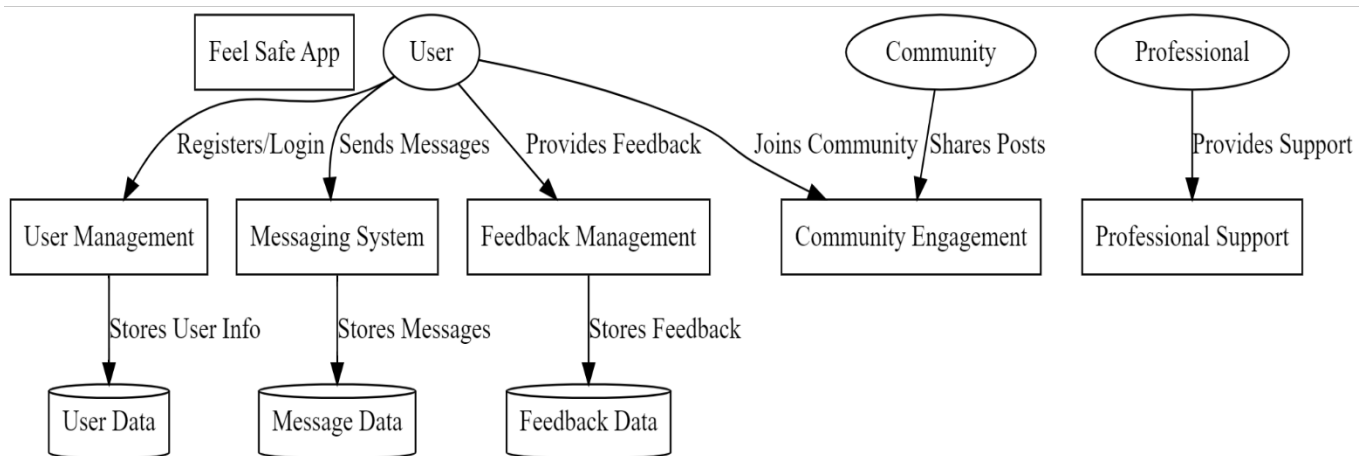 Feel Safe App
User
Community
Professional
Registers/Login
Sends Messages
Provides Feedback
Joins Community
Shares Posts
Provides Support
User Management
Messaging System
Feedback Management
Community Engagement
Professional Support
Stores User Info
Stores Messages
Stores Feedback
User Data
Message Data
Feedback Data